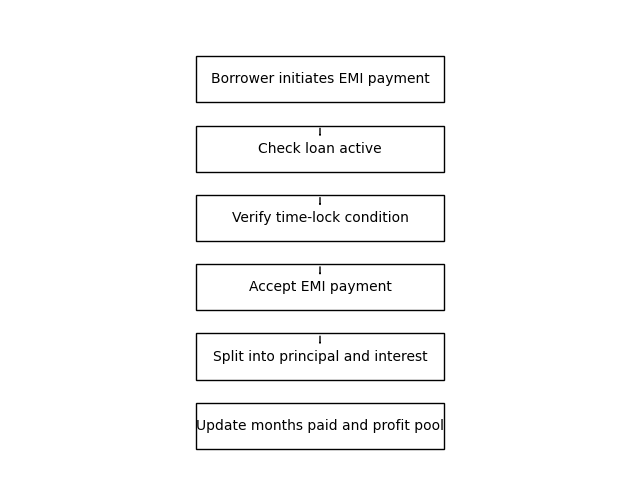 Borrower initiates EMI payment
Check loan active
Verify time-lock condition
Accept EMI payment
Split into principal and interest
Update months paid and profit pool